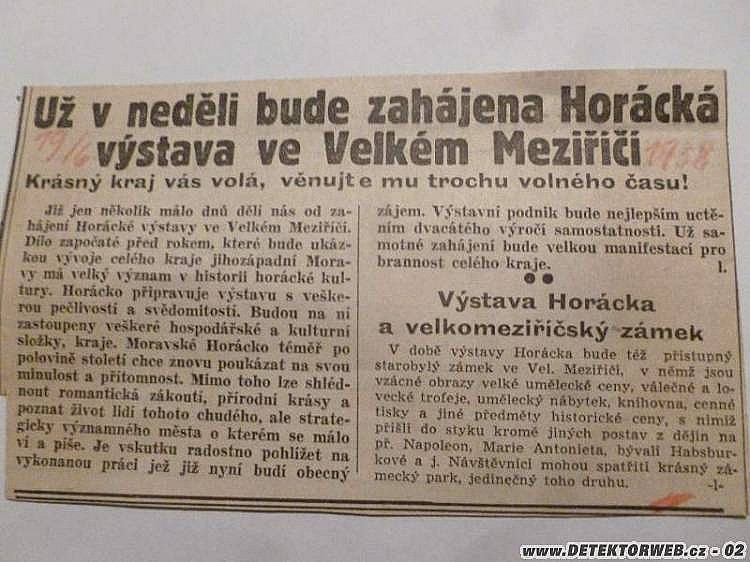 Už v neděli bude zahájena Horácká
výstava ve Velkém Meziříčí
19/6
1938
Krásný kraj vás volá, věnujte mu trochu volného času!
Již jen několik málo dnů dělí nás od za-
hájení Horácké výstavy ve Velkém Meziříčí.
Dílo započaté před rokem, které bude ukáz-
kou vývoje celého kraje jihozápadní Mora-
vy má velký význam v historii horácké kul-
tury. Horácko připravuje výstavu s veške-
rou pečlivostí a svědomitostí. Budou na ní
zastoupeny veškeré hospodářské a kulturní
složky, kraje. Moravské Horácko téměř po
polovině století chce znovu poukázat na svou
minulost a přítomnost. Mimo toho lze shléd-
nout romantická zákoutí, přírodní krásy a
poznat život lidí tohoto chudého, ale strate-
gicky významného města o kterém se málo
ví a píše. Je vskutku radostno pohlížet na
vykonanou práci jež již nyní budí obecný
zájem. Výstavní podnik bude nejlepším uctě-
ním dvacátého výročí samostatnosti. Už sa-
motné zahájení bude velkou manifestací pro
brannost celého kraje. l.
Výstava Horácka
a velkomeziříčský zámek
V době výstavy Horácka bude též přístupný
starobylý zámek ve Vel. Meziříčí, v němž jsou
vzácné obrazy velké umělecké ceny, válečné a lo-
vecké trofeje, umělecký nábytek, knihovna, cenné
tisky a jiné předměty historické ceny, s nimiž
přišli do styku kromě jiných postav z dějin na
př. Napoleon, Marie Antonieta, bývalí Habsbur-
kové a j. Návštěvníci mohou spatřiti krásný zá-
mecký park, jedinečný toho druhu. -l-
www.DETEKTORWEB.cz - 02